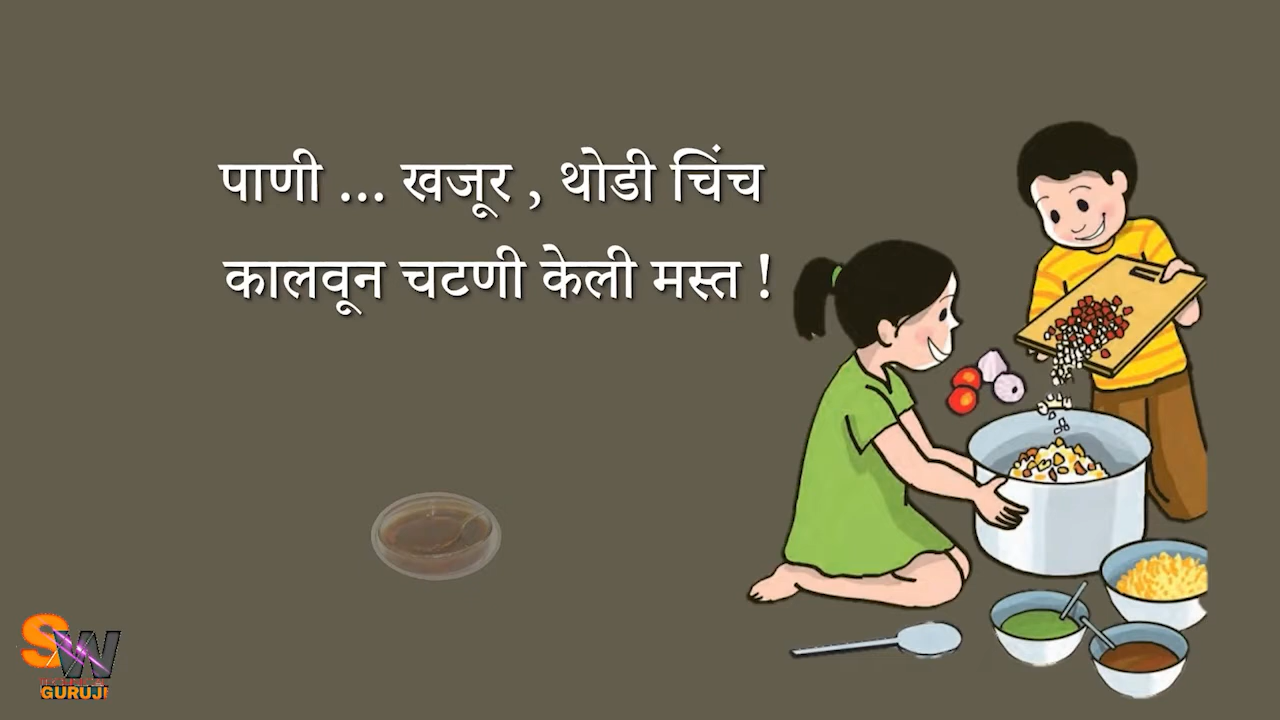 पाणी ... खजूर , थोडी चिंच
कालवून चटणी केली मस्त !
SW
GURUJI